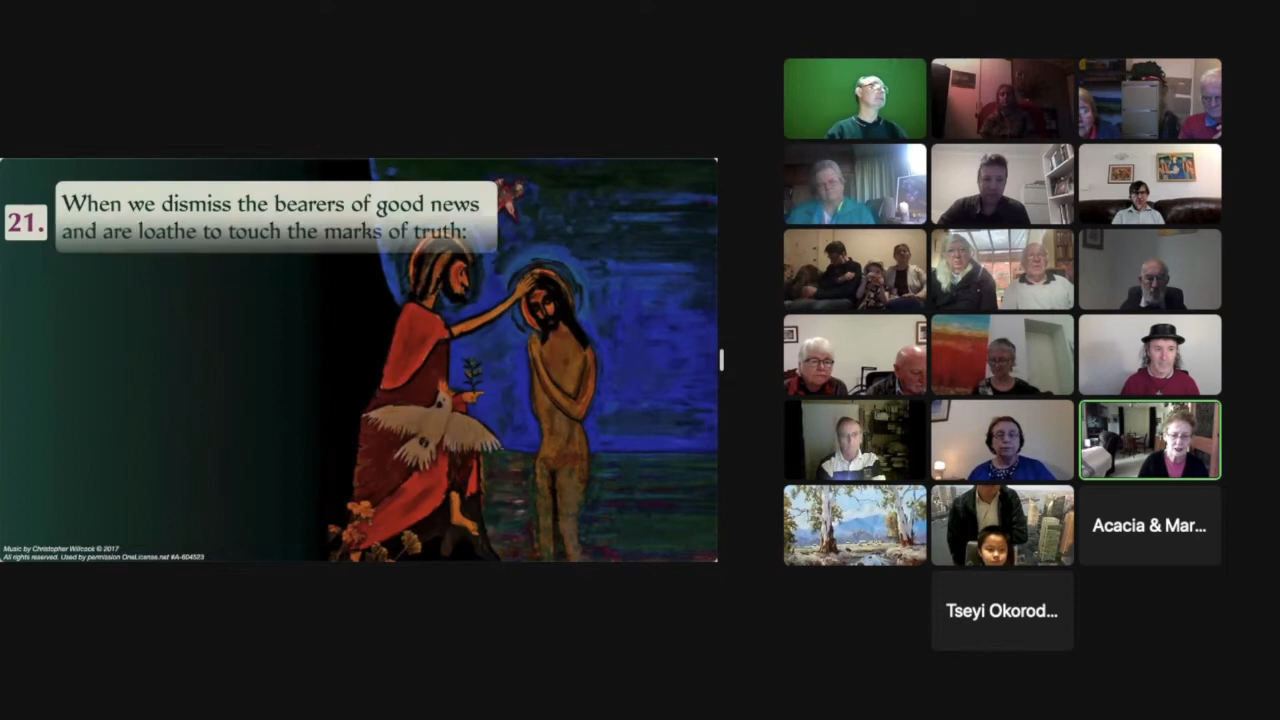 21.
When we dismiss the bearers of good news
and are loathe to touch the marks of truth:
Music by Christopher Willcock © 2017
All rights reserved. Used by permission OneLicense.net #A-604523
Acacia & Mar...
Tseyi Okorod...